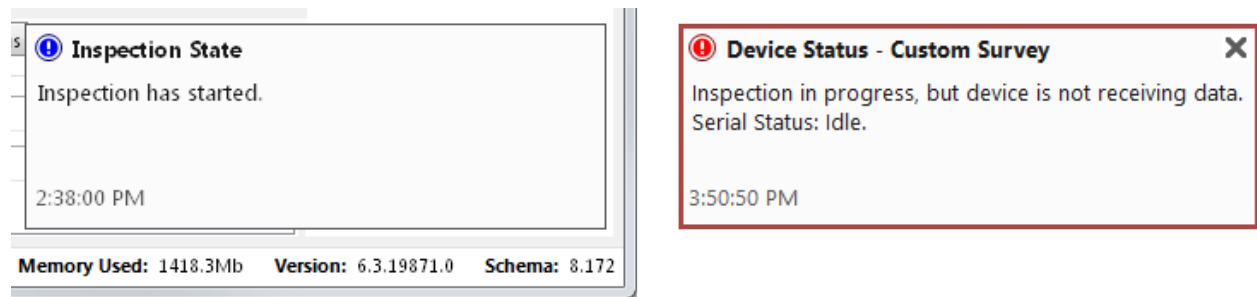 s
Inspection State
Inspection has started.
2:38:00 PM
Memory Used: 1418.3Mb Version: 6.3.19871.0 Schema: 8.172
Device Status - Custom Survey
Inspection in progress, but device is not receiving data.
Serial Status: Idle.
3:50:50 PM